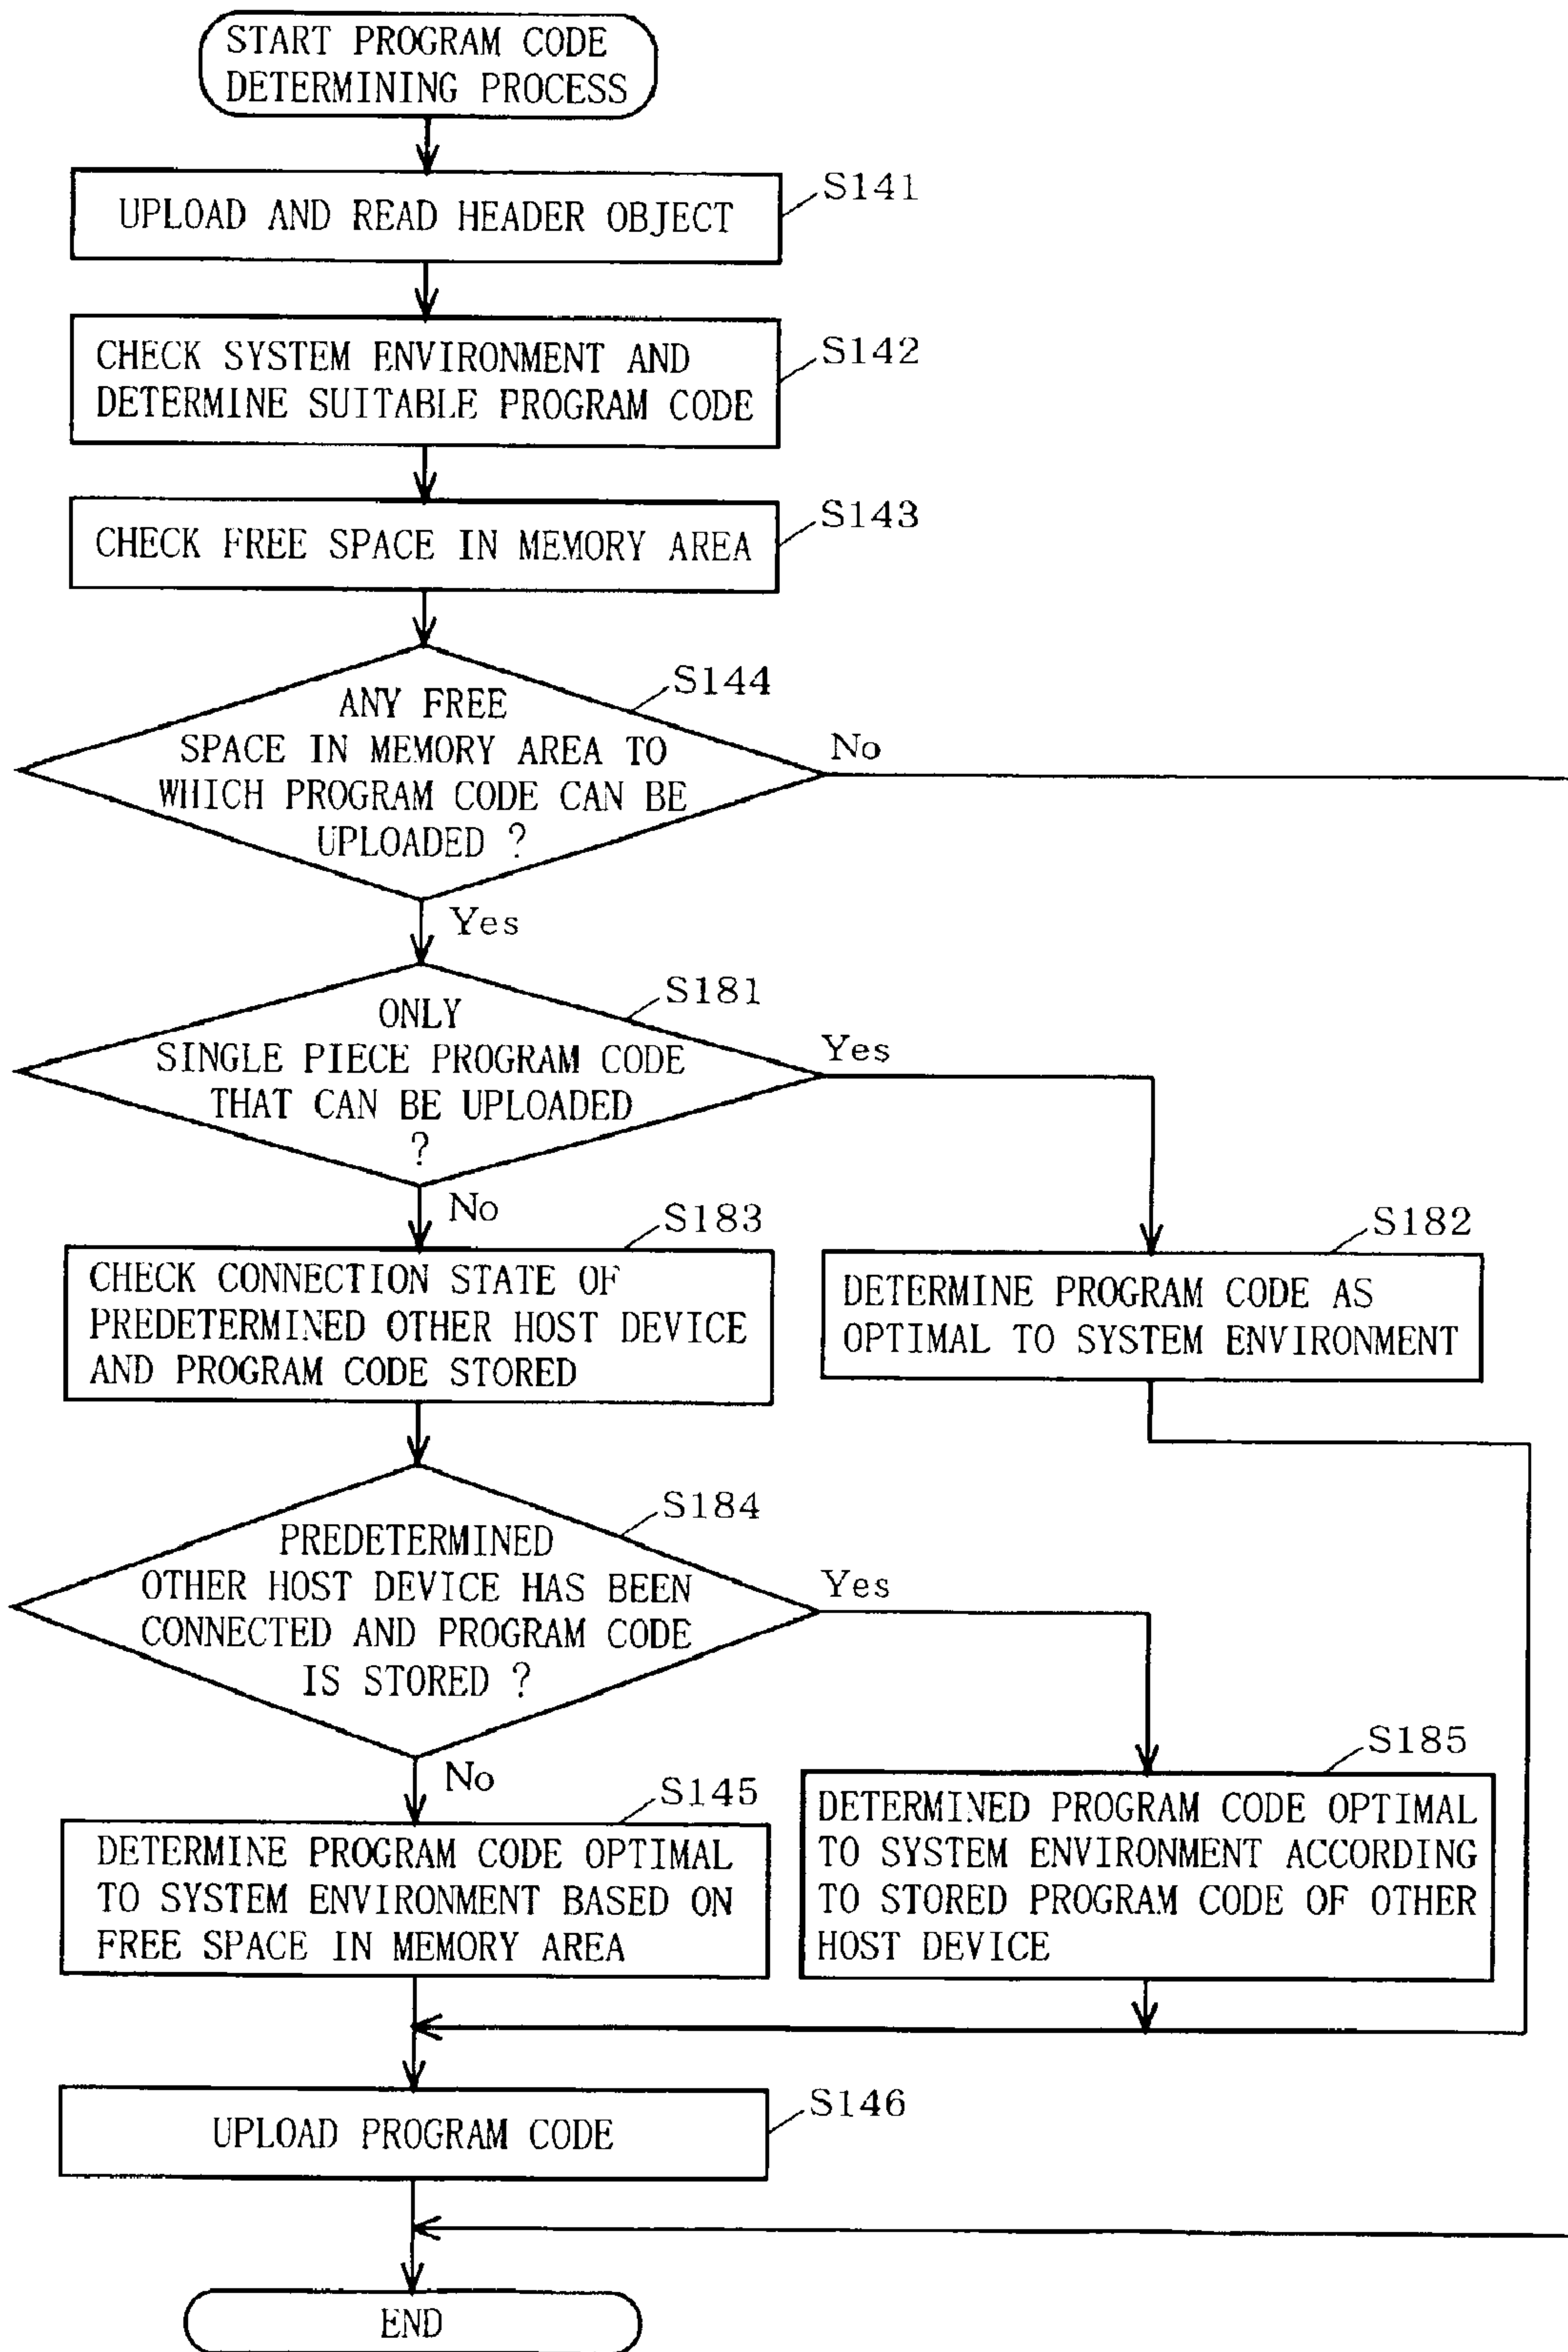 START PROGRAM CODE
DETERMINING PROCESS
S141
UPLOAD AND READ HEADER OBJECT
S142
CHECK SYSTEM ENVIRONMENT AND
DETERMINE SUITABLE PROGRAM CODE
S143
CHECK FREE SPACE IN MEMORY AREA
S144
ANY FREE
SPACE IN MEMORY AREA TO
WHICH PROGRAM CODE CAN BE
UPLOADED ?
No
Yes
S181
ONLY
SINGLE PIECE PROGRAM CODE
THAT CAN BE UPLOADED
?
Yes
No
S183
CHECK CONNECTION STATE OF
PREDETERMINED OTHER HOST DEVICE
AND PROGRAM CODE STORED
S182
DETERMINE PROGRAM CODE AS
OPTIMAL TO SYSTEM ENVIRONMENT
S184
PREDETERMINED
OTHER HOST DEVICE HAS BEEN
CONNECTED AND PROGRAM CODE
IS STORED ?
Yes
No
S145
DETERMINE PROGRAM CODE OPTIMAL
TO SYSTEM ENVIRONMENT BASED ON
FREE SPACE IN MEMORY AREA
S185
DETERMINED PROGRAM CODE OPTIMAL
TO SYSTEM ENVIRONMENT ACCORDING
TO STORED PROGRAM CODE OF OTHER
HOST DEVICE
S146
UPLOAD PROGRAM CODE
END